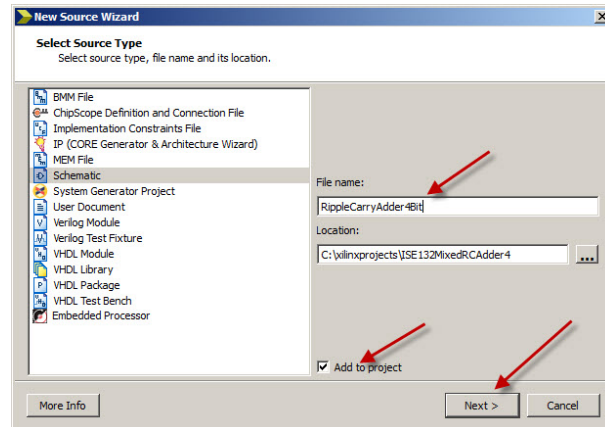 New Source Wizard
Select Source Type
Select source type, file name and its location.
BMM File
ChipScope Definition and Connection File
Implementation Constraints File
IP (CORE Generator & Architecture Wizard)
MEM File
Schematic
System Generator Project
User Document
Verilog Module
Verilog Test Fixture
VHDL Module
VHDL Library
VHDL Package
VHDL Test Bench
Embedded Processor
File name:
RippleCarryAdder4Bit
Location:
C:\xilinxprojects\ISE132MixedRCAdder4
...
Add to project
More Info
Next >
Cancel